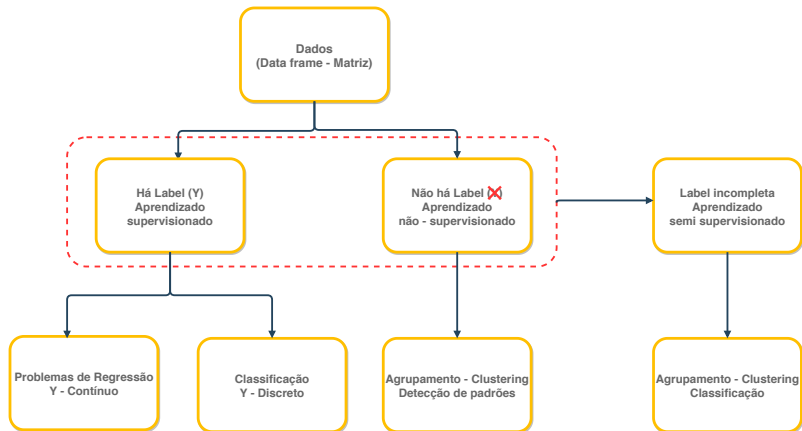 Dados
(Data frame - Matriz)
Há Label (Y)
Aprendizado
supervisionado
Não há Label
Aprendizado
não - supervisionado
Label incompleta
Aprendizado
semi supervisionado
Problemas de Regressão
Y - Contínuo
Classificação
Y - Discreto
Agrupamento - Clustering
Detecção de padrões
Agrupamento - Clustering
Classificação